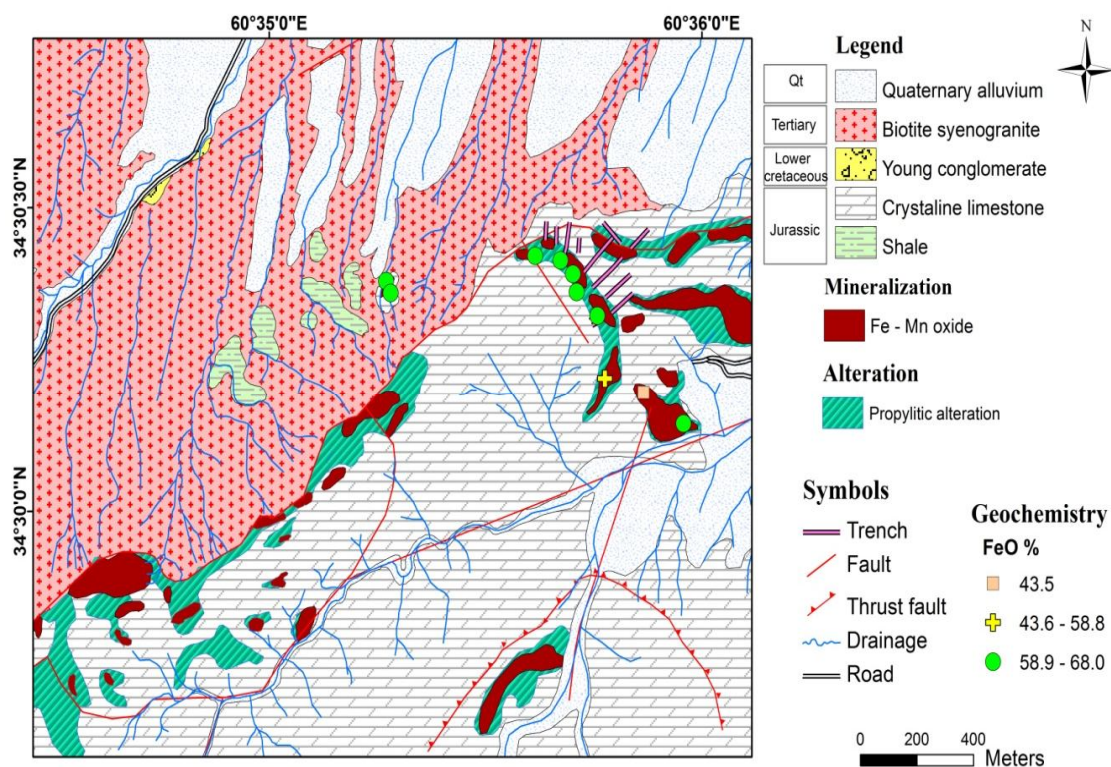 60°35'0"E
60°36'0"E
34°30'30"N
34°30'0"N
N
Legend
Qt
Quaternary alluvium
Tertiary
Biotite syenogranite
Lower
cretaceous
Young conglomerate
Jurassic
Crystaline limestone
Shale
Mineralization
Fe - Mn oxide
Alteration
Propylitic alteration
Symbols
Trench
Fault
Thrust fault
Drainage
Road
Geochemistry
FeO %
43.5
43.6 - 58.8
58.9 - 68.0
0 200 400
Meters